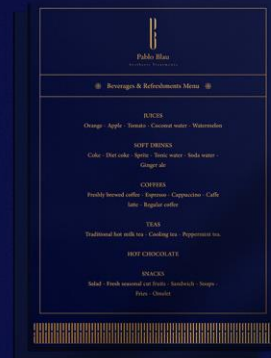 Pablo Blau
Beverages & Refreshments Menu
JUICES
Orange - Apple - Tomato - Coconut water - Watermelon
SOFT DRINKS
Coke - Diet coke - Sprite - Tonic water - Soda water -
Ginger ale
COFFEES
Freshly brewed coffee - Espresso - Cappuccino - Caffe
latte - Regular coffee
TEAS
Traditional hot milk tea - Cooling tea - Peppermint tea
HOT CHOCOLATE
SNACKS
Salad - Fresh seasonal cut fruits - Sandwich - Soups -
Fries - Omelet